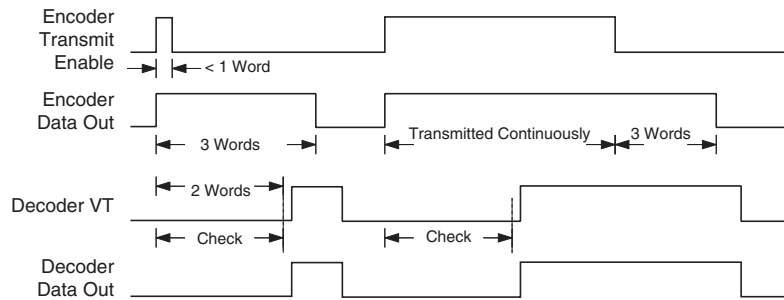 Encoder
Transmit
Enable
< 1 Word
Encoder
Data Out
3 Words
Transmitted Continuously
3 Words
Decoder VT
2 Words
Check
Check
Decoder
Data Out